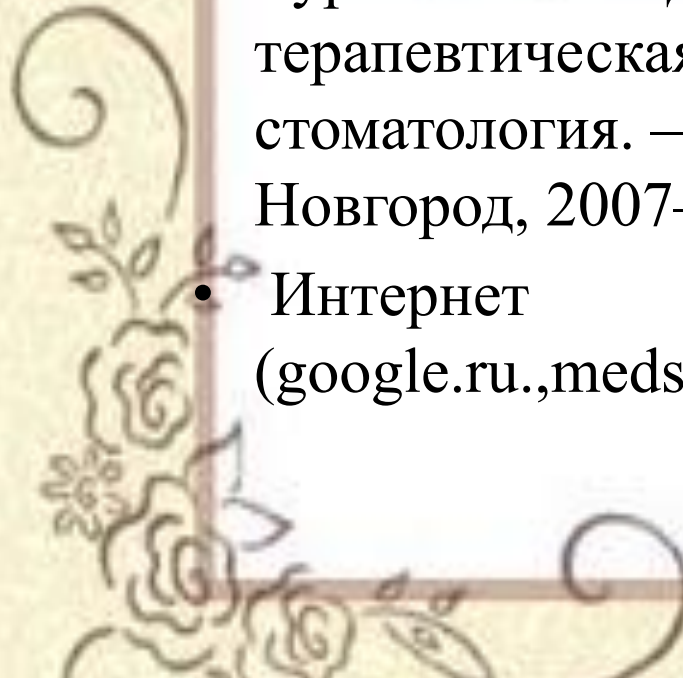 терапевтическая
стоматология. —
Новгород, 2007-
• Интернет
(google.ru.,meds